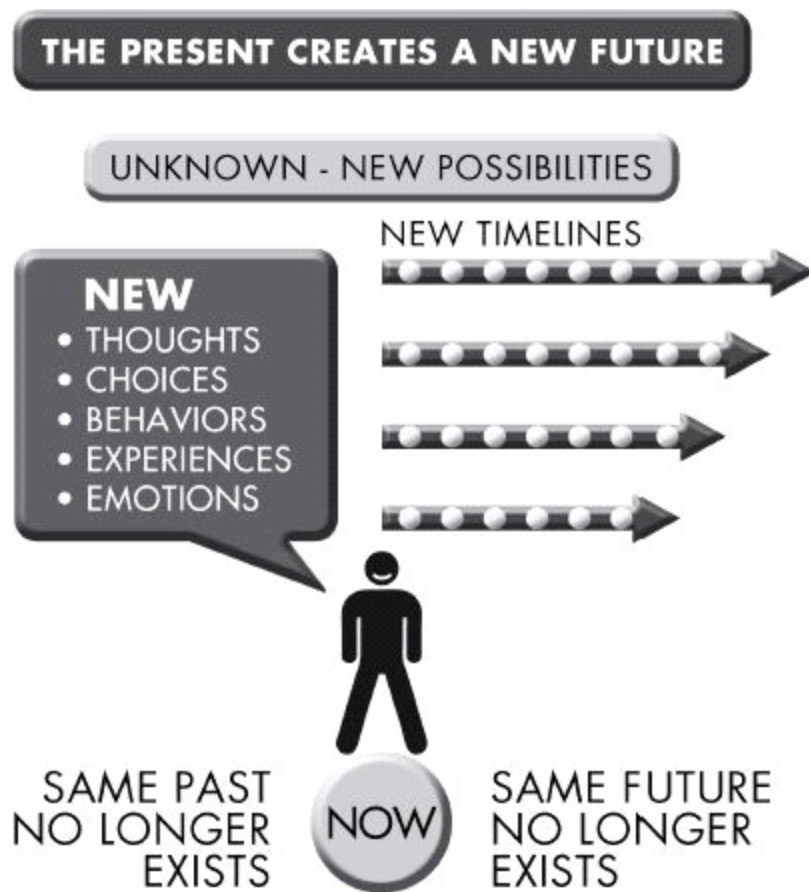 THE PRESENT CREATES A NEW FUTURE
UNKNOWN - NEW POSSIBILITIES
NEW TIMELINES
NEW
• THOUGHTS
• CHOICES
• BEHAVIORS
• EXPERIENCES
• EMOTIONS
SAME PAST
NO LONGER
EXISTS
NOW
SAME FUTURE
NO LONGER
EXISTS